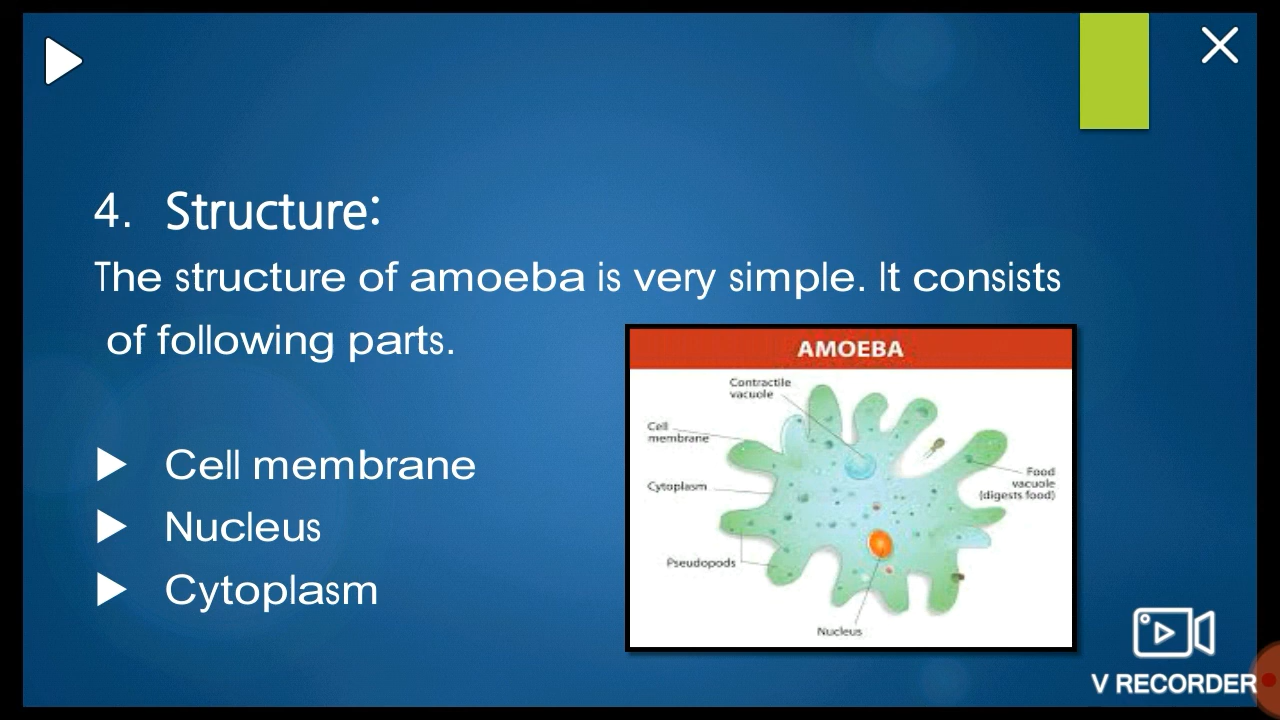 4. Structure:
The structure of amoeba is very simple. It consists
of following parts.
Cell membrane
Nucleus
Cytoplasm
AMOEBA
Contractile
vacuole
Cell
membrane
Cytoplasm
Pseudopods
Nucleus
Food
vacuole
(digests food)
V RECORDER